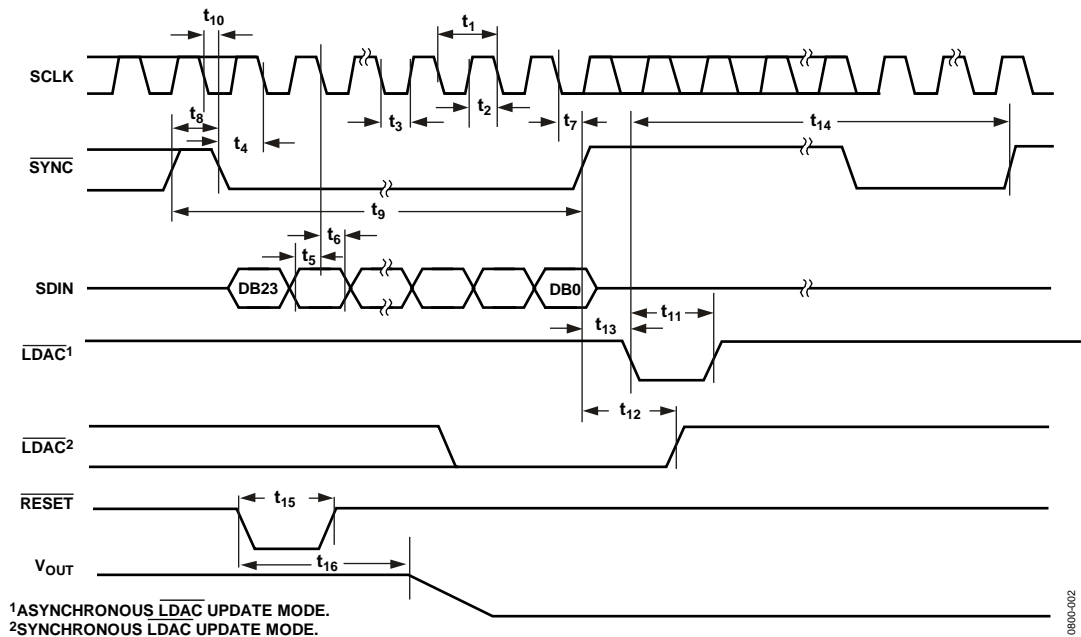 t10
t1
SCLK
t8
t4
t3
t2
t7
t14
SYNC
t9
t6
t5
SDIN
DB23
DB0
t13
t11
LDAC1
t12
LDAC2
RESET
t15
t16
VOUT
1ASYNCHRONOUS LDAC UPDATE MODE.
2SYNCHRONOUS LDAC UPDATE MODE.
0800-002